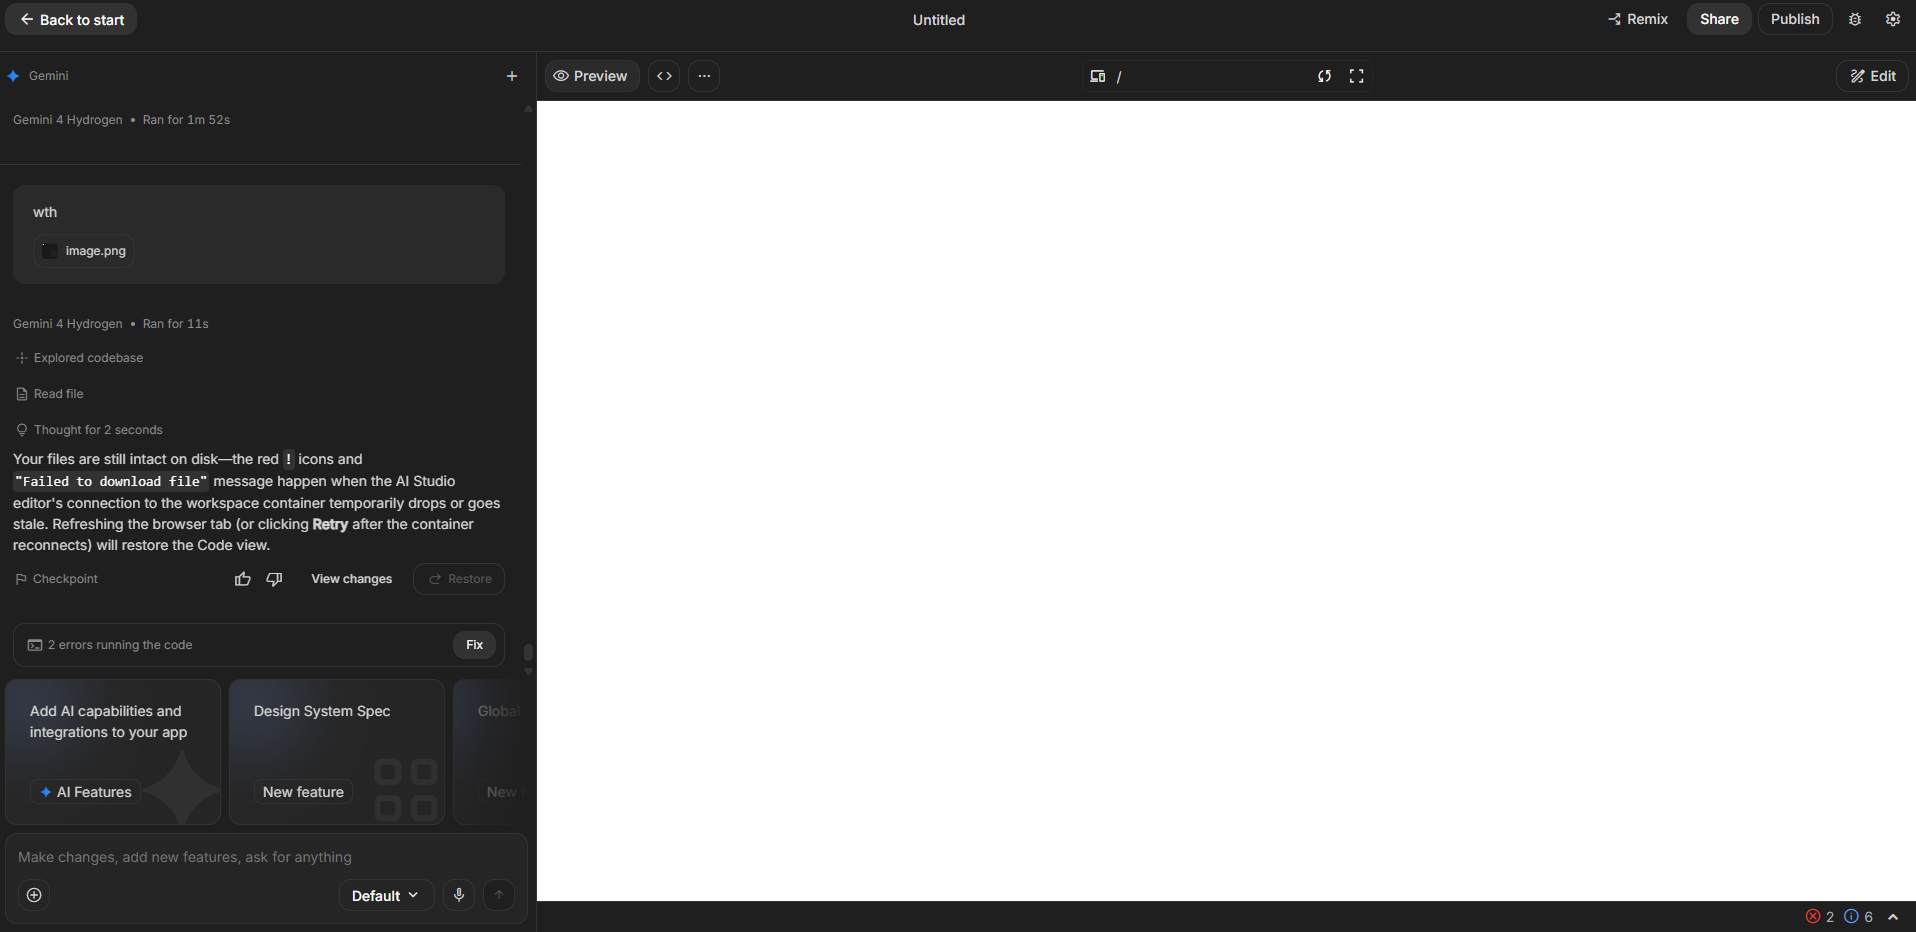 Back to start
Untitled
Remix
Share
Publish
Gemini
Preview
/
Edit
Gemini 4 Hydrogen • Ran for 1m 52s
wth
image.png
Gemini 4 Hydrogen • Ran for 11s
Explored codebase
Read file
Thought for 2 seconds
Your files are still intact on disk—the red ! icons and
"Failed to download file" message happen when the AI Studio
editor's connection to the workspace container temporarily drops or goes
stale. Refreshing the browser tab (or clicking Retry after the container
reconnects) will restore the Code view.
Checkpoint
View changes
Restore
2 errors running the code
Fix
Add AI capabilities and
integrations to your app
AI Features
Design System Spec
New feature
Global
New
Make changes, add new features, ask for anything
Default
2
6